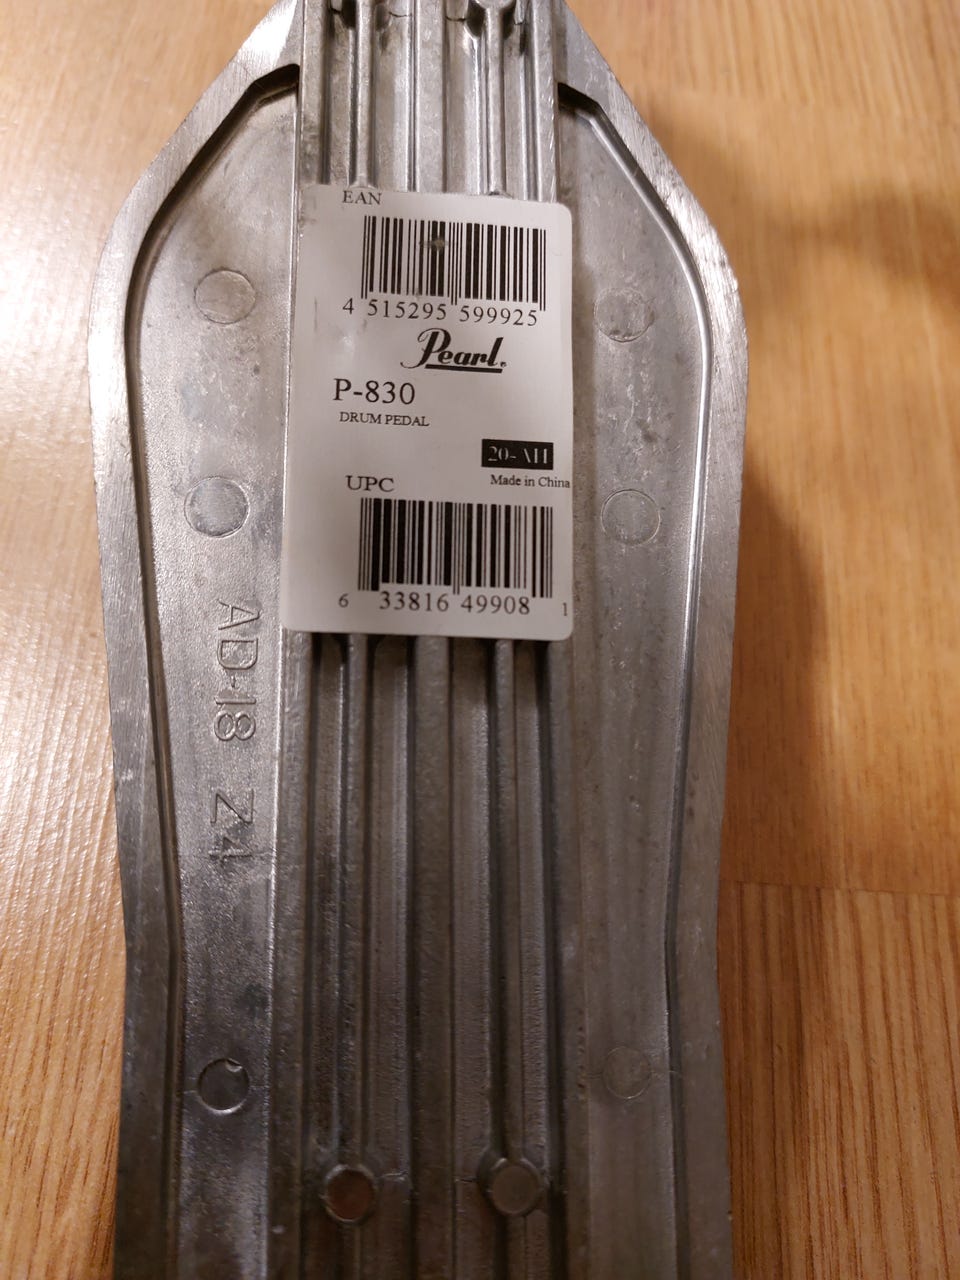 EAN
4 515295 599925
Pearl.
P-830
DRUM PEDAL
20-AH
Made in China
UPC
6 33816 49908 1
AD-18 Z4